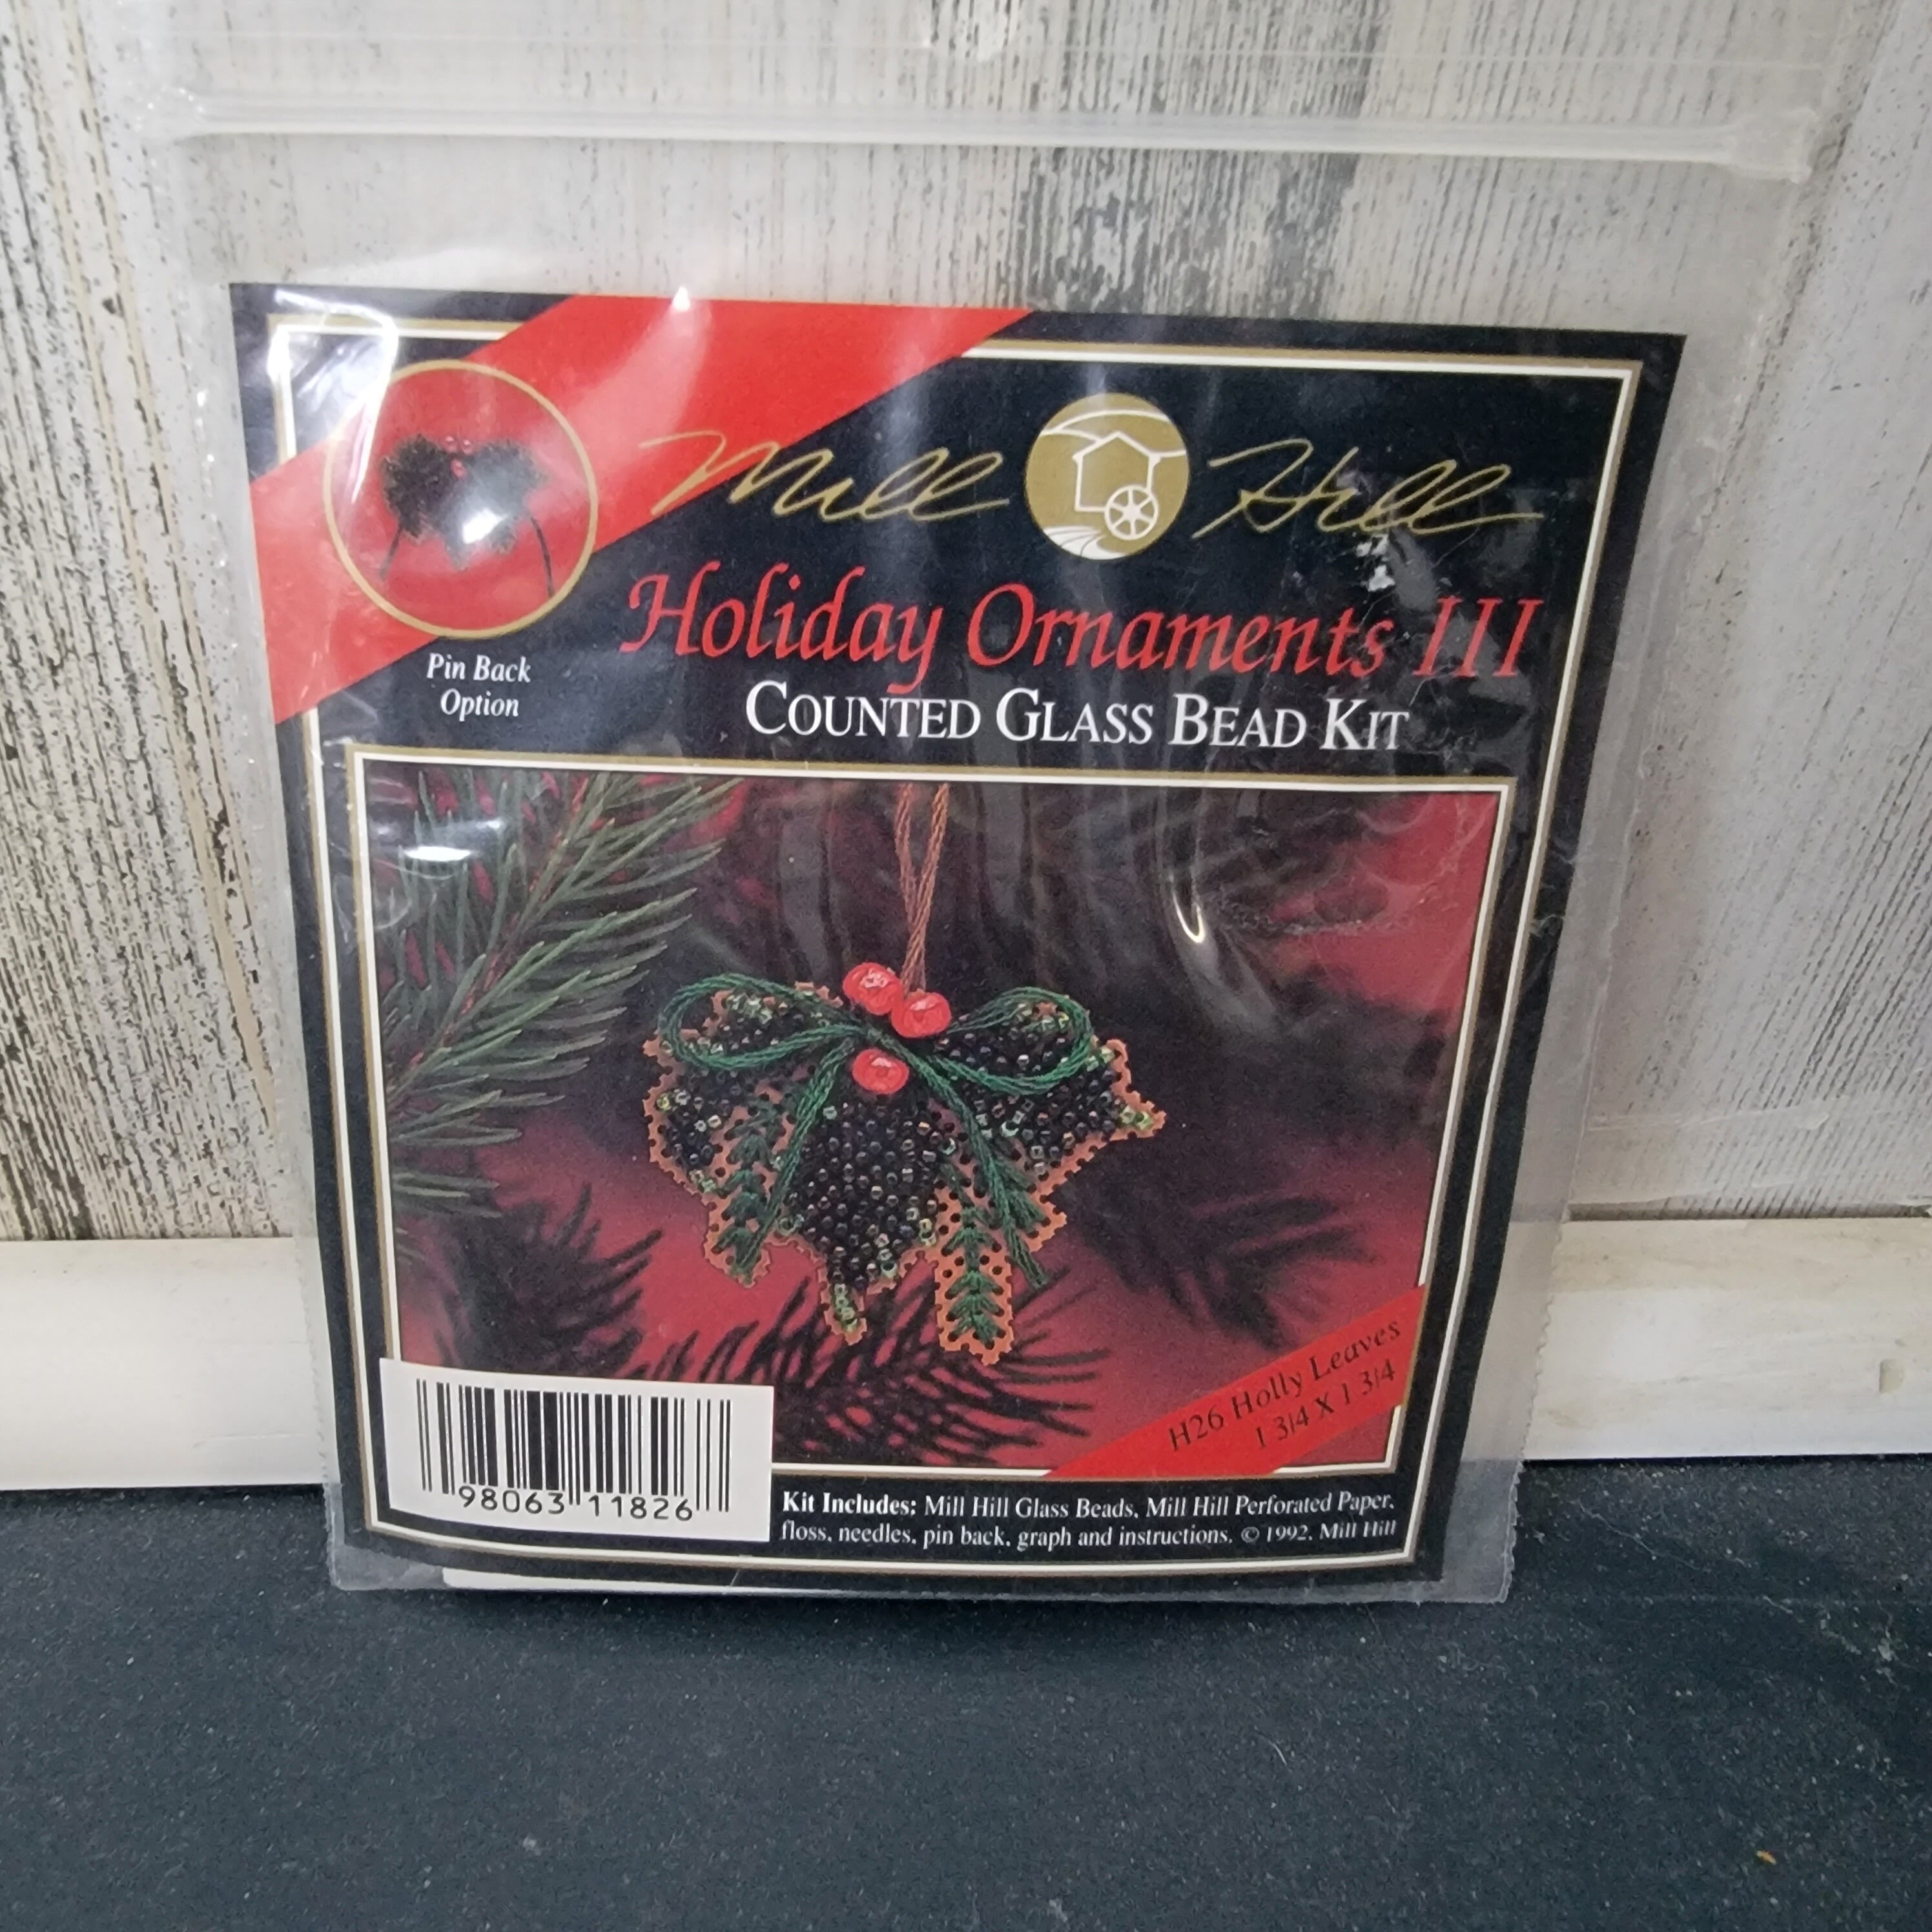 Mill Hill
Holiday Ornaments III
COUNTED GLASS BEAD KIT
Pin Back
Option
H26 Holly Leaves
1 3/4 X 1 3/4
98063 11826
Kit Includes: Mill Hill Glass Beads, Mill Hill Perforated Paper,
floss, needles, pin back, graph and instructions. © 1992, Mill Hill